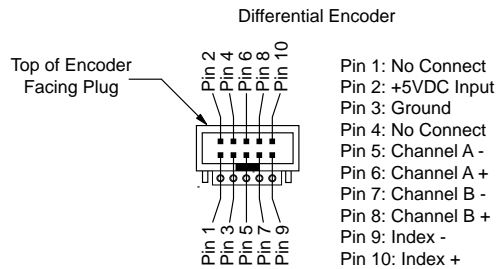 Differential Encoder
Top of Encoder
Facing Plug
Pin 2
Pin 4
Pin 6
Pin 8
Pin 10
Pin 1
Pin 3
Pin 5
Pin 7
Pin 9
Pin 1: No Connect
Pin 2: +5VDC Input
Pin 3: Ground
Pin 4: No Connect
Pin 5: Channel A -
Pin 6: Channel A +
Pin 7: Channel B -
Pin 8: Channel B +
Pin 9: Index -
Pin 10: Index +